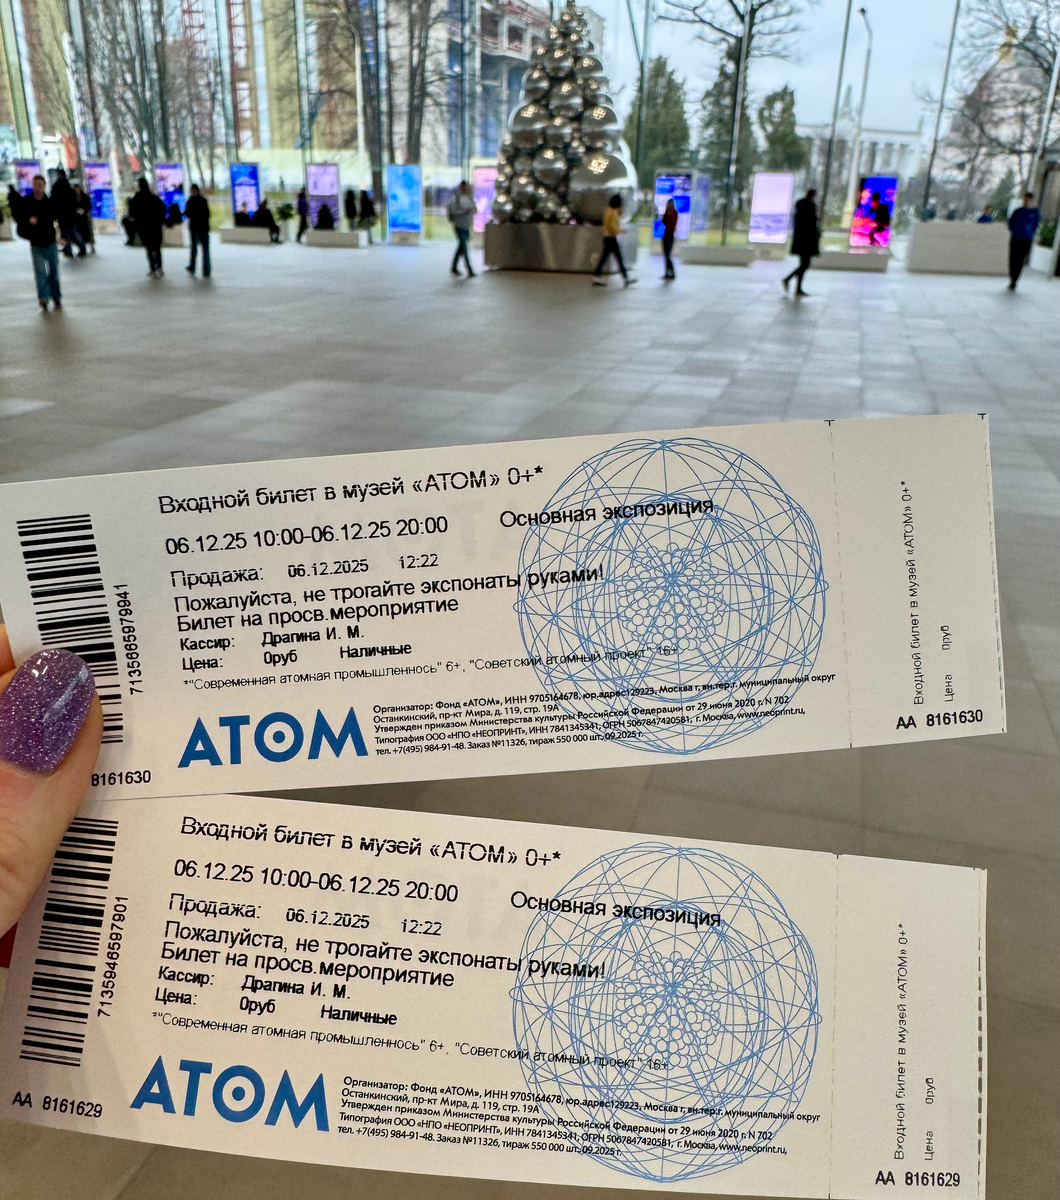 Входной билет в музей «АТОМ» 0+*
06.12.25 10:00-06.12.25 20:00 Основная экспозиция
Продажа: 06.12.2025 12:22
Пожалуйста, не трогайте экспонаты руками!
Билет на просв.мероприятие
Кассир: Драгина И. М.
Цена: 0руб Наличные
*"Современная атомная промышленнось" 6+, "Советский атомный проект" 16+
АТОМ
Организатор: Фонд «АТОМ», ИНН 9705164678, юр.адрес129223, Москва г, вн.тер.г. муниципальный округ
Останкинский, пр-кт Мира, д. 119, стр. 19А
Утвержден приказом Министерства культуры Российской Федерации от 29 июня 2020 г. N 702
Типография ООО «НПО «НЕОПРИНТ», ИНН 7841345341, ОГРН 5067847420581, г. Москва, www.neoprint.ru,
тел. +7(495) 984-91-48. Заказ №11326, тираж 550 000 шт., 09.2025 г.
713566597994​1
8161630
Входной билет в музей «АТОМ» 0+*
Цена 0руб
АА 8161630
Входной билет в музей «АТОМ» 0+*
06.12.25 10:00-06.12.25 20:00 Основная экспозиция
Продажа: 06.12.2025 12:22
Пожалуйста, не трогайте экспонаты руками!
Билет на просв.мероприятие
Кассир: Драгина И. М.
Цена: 0руб Наличные
*"Современная атомная промышленнось" 6+, "Советский атомный проект" 16+
АТОМ
Организатор: Фонд «АТОМ», ИНН 9705164678, юр.адрес129223, Москва г, вн.тер.г. муниципальный округ
Останкинский, пр-кт Мира, д. 119, стр. 19А
Утвержден приказом Министерства культуры Российской Федерации от 29 июня 2020 г. N 702
Типография ООО «НПО «НЕОПРИНТ», ИНН 7841345341, ОГРН 5067847420581, г. Москва, www.neoprint.ru,
тел. +7(495) 984-91-48. Заказ №11326, тираж 550 000 шт., 09.2025 г.
7135946597901
АА 8161629
Входной билет в музей «АТОМ» 0+*
Цена 0руб
АА 8161629